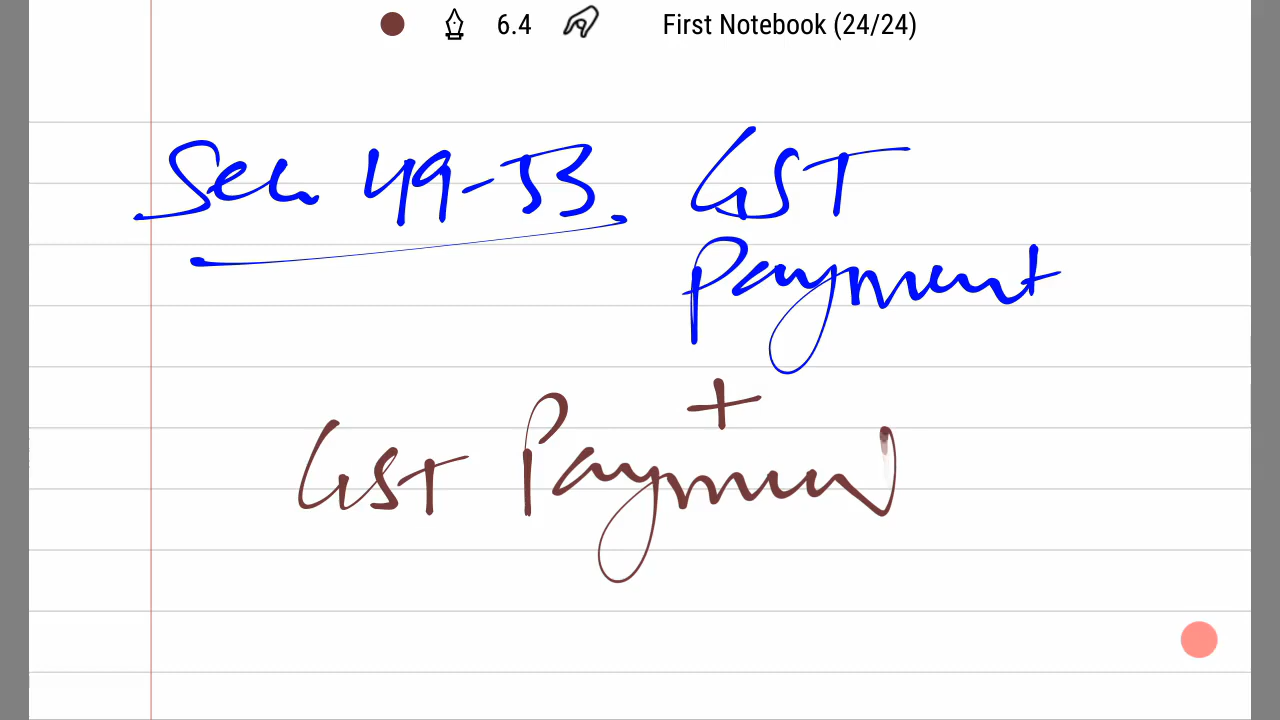 6.4 First Notebook (24/24)
Sec 49-53. GST
Payment
+
GST Paymen